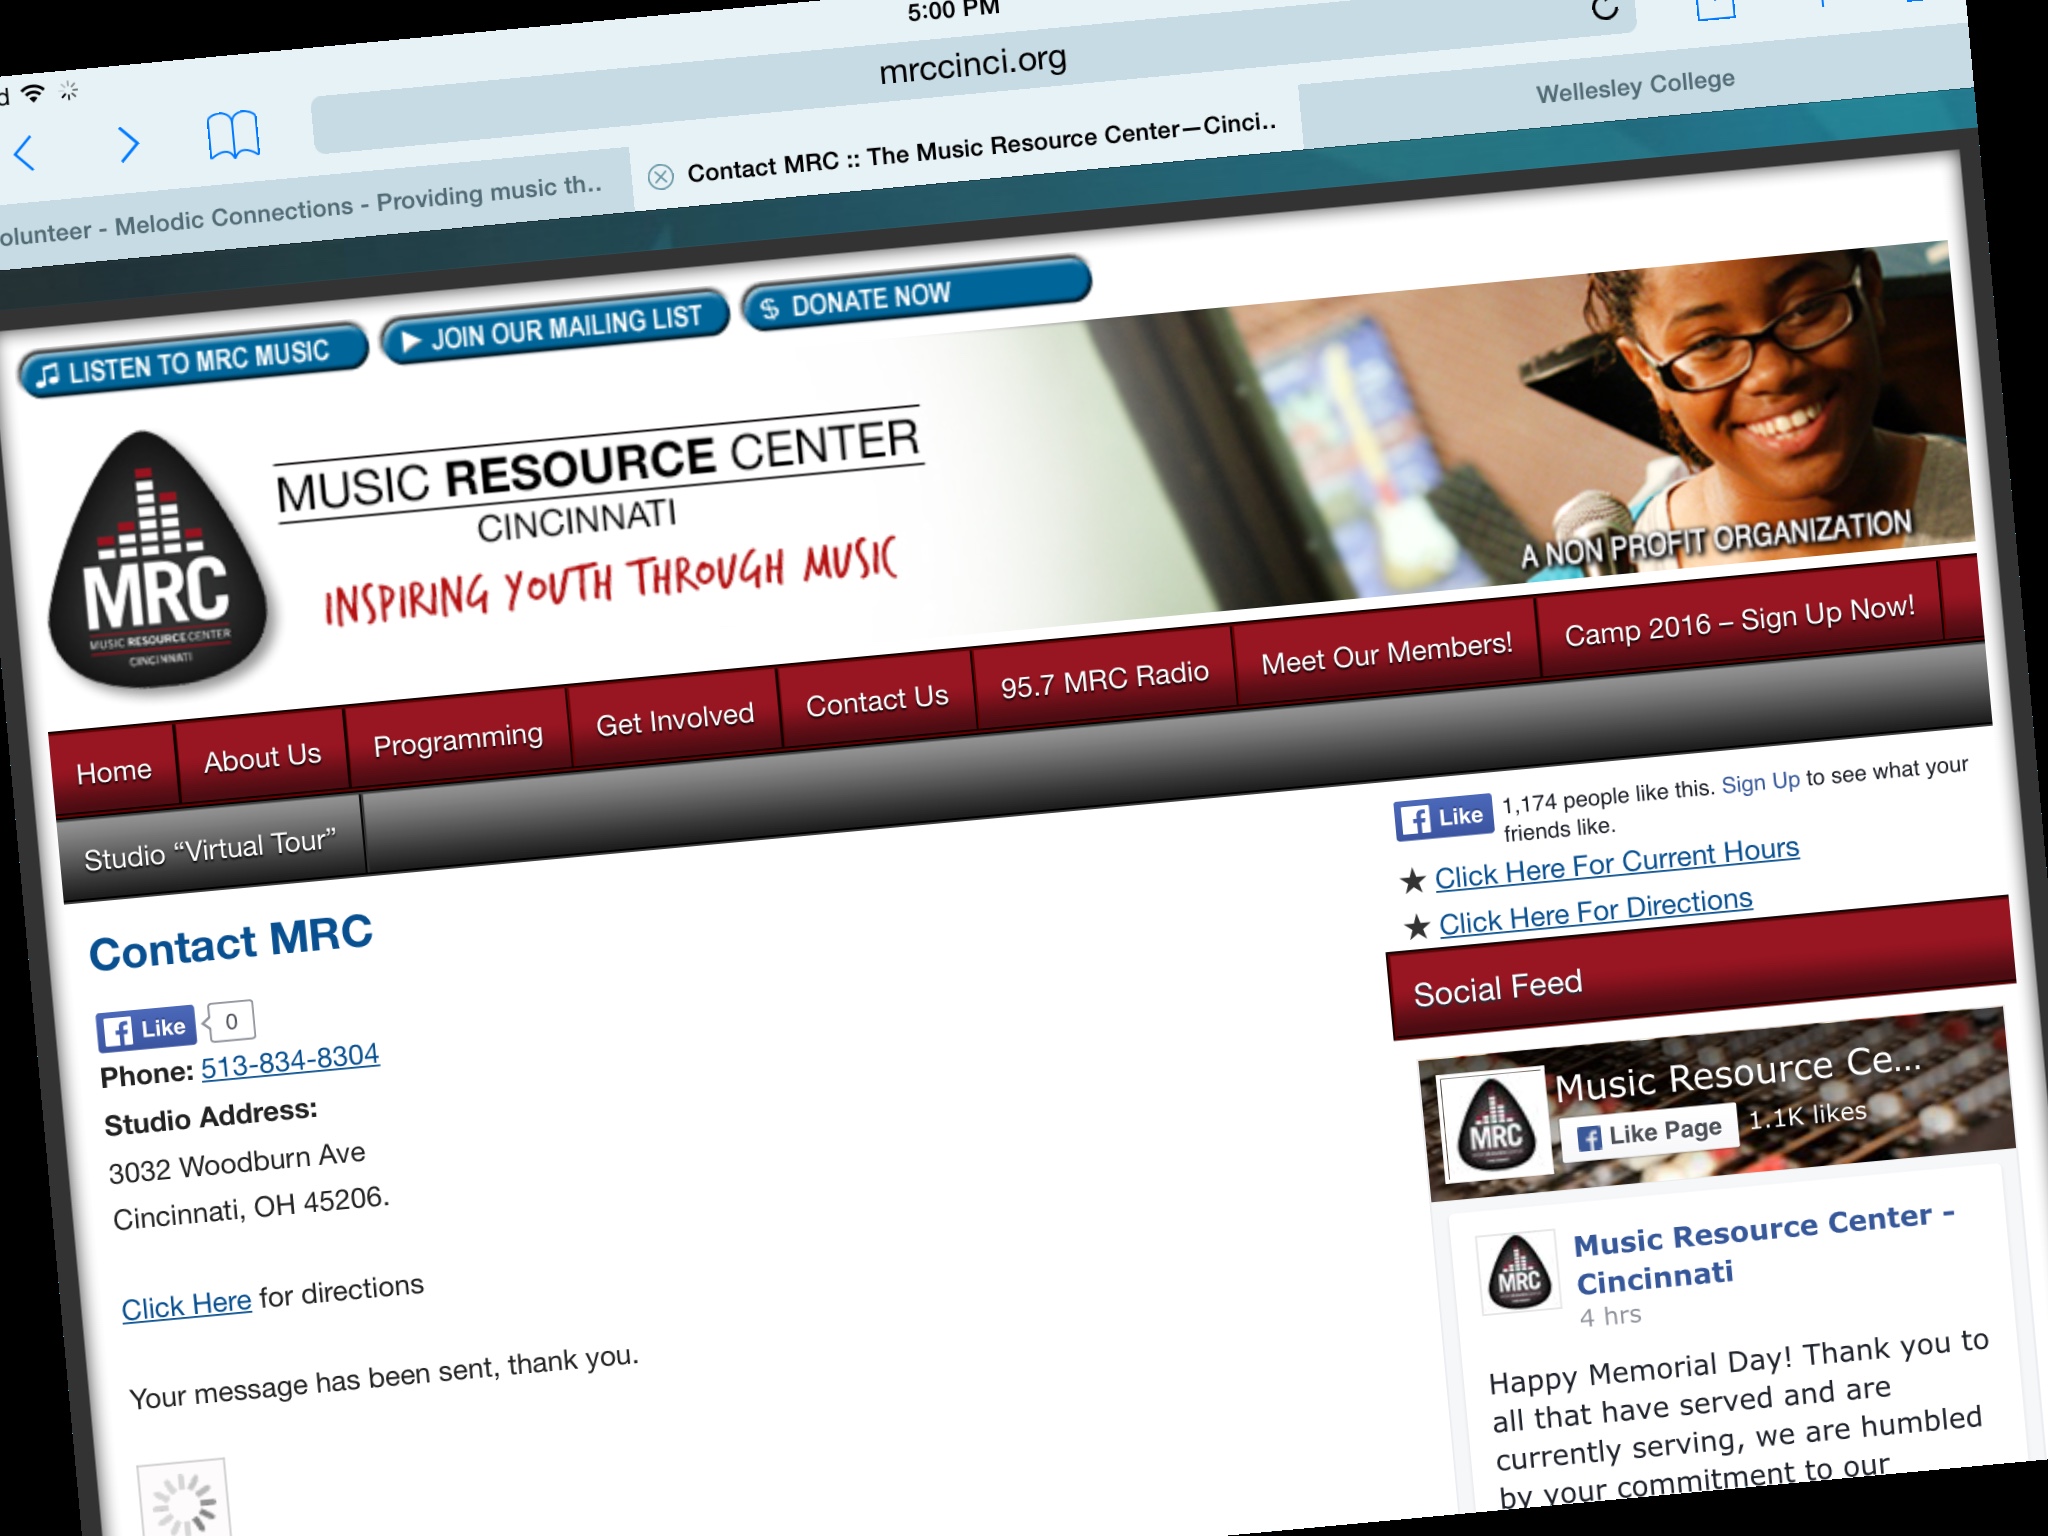 5:00 PM
mrccinci.org
olunteer - Melodic Connections - Providing music th..
Contact MRC :: The Music Resource Center—Cinci..
Wellesley College
LISTEN TO MRC MUSIC
JOIN OUR MAILING LIST
$ DONATE NOW
MRC
MUSIC RESOURCE CENTER
CINCINNATI
MUSIC RESOURCE CENTER
CINCINNATI
INSPIRING YOUTH THROUGH MUSIC
A NON PROFIT ORGANIZATION
Home
About Us
Programming
Get Involved
Contact Us
95.7 MRC Radio
Meet Our Members!
Camp 2016 – Sign Up Now!
Studio “Virtual Tour”
Contact MRC
Like
0
Phone: 513-834-8304
Studio Address:
3032 Woodburn Ave
Cincinnati, OH 45206.
Click Here for directions
Your message has been sent, thank you.
Like
1,174 people like this. Sign Up to see what your
friends like.
★ Click Here For Current Hours
★ Click Here For Directions
Social Feed
MRC
Music Resource Ce...
Like Page
1.1K likes
MRC
Music Resource Center -
Cincinnati
4 hrs
Happy Memorial Day! Thank you to
all that have served and are
currently serving, we are humbled
by your commitment to our